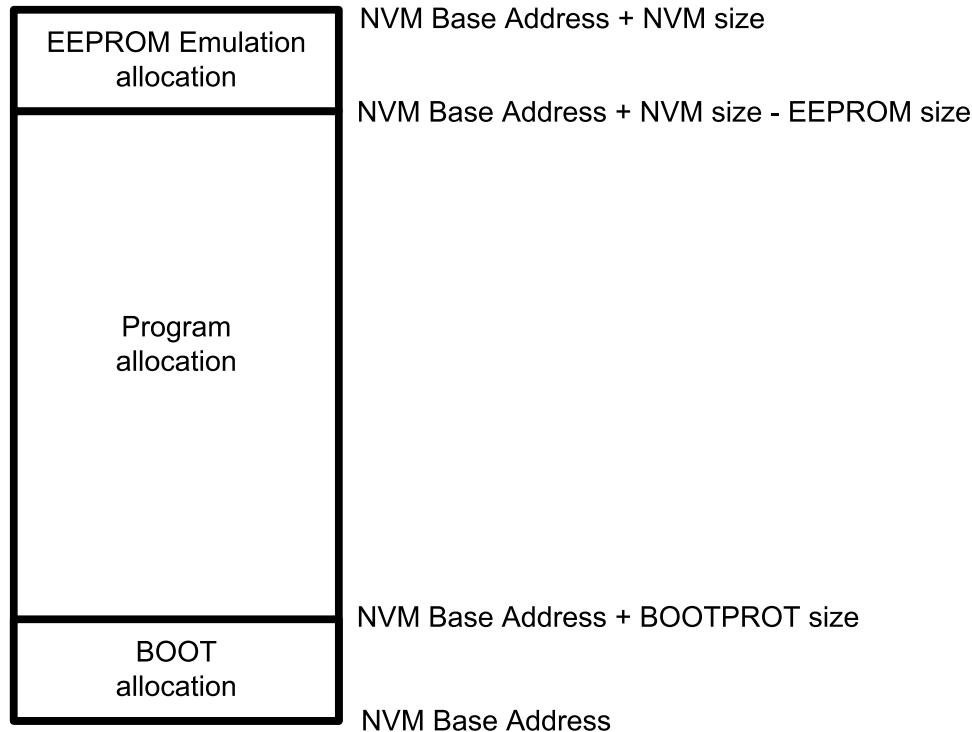 NVM Base Address + NVM size
EEPROM Emulation
allocation
NVM Base Address + NVM size - EEPROM size
Program
allocation
NVM Base Address + BOOTPROT size
BOOT
allocation
NVM Base Address